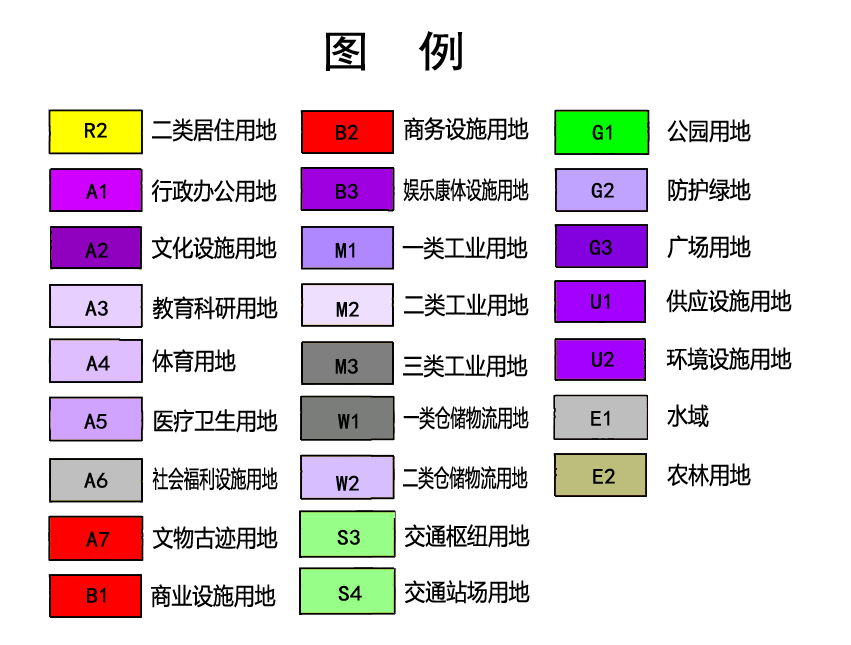 图 例
R2 二类居住用地
A1 行政办公用地
A2 文化设施用地
A3 教育科研用地
A4 体育用地
A5 医疗卫生用地
A6 社会福利设施用地
A7 文物古迹用地
B1 商业设施用地
B2 商务设施用地
B3 娱乐康体设施用地
M1 一类工业用地
M2 二类工业用地
M3 三类工业用地
W1 一类仓储物流用地
W2 二类仓储物流用地
S3 交通枢纽用地
S4 交通站场用地
G1 公园用地
G2 防护绿地
G3 广场用地
U1 供应设施用地
U2 环境设施用地
E1 水域
E2 农林用地